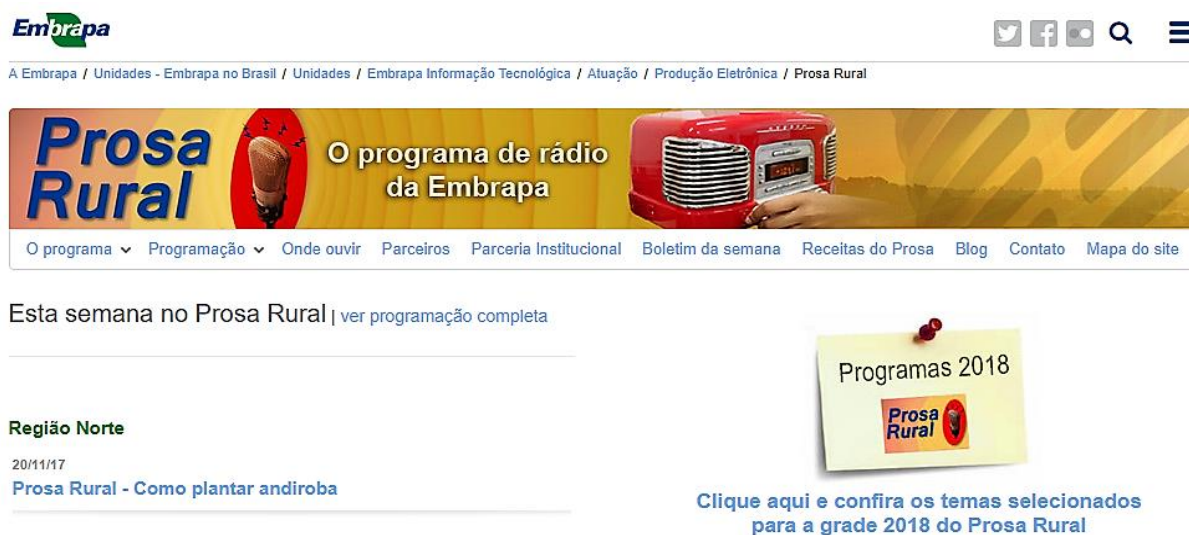 Embrapa
A Embrapa / Unidades - Embrapa no Brasil / Unidades / Embrapa Informação Tecnológica / Atuação / Produção Eletrônica / Prosa Rural
Prosa
Rural
O programa de rádio
da Embrapa
O programa Programação Onde ouvir Parceiros Parceria Institucional Boletim da semana Receitas do Prosa Blog Contato Mapa do site
Esta semana no Prosa Rural | ver programação completa
Região Norte
20/11/17
Prosa Rural - Como plantar andiroba
Programas 2018
Prosa
Rural
Clique aqui e confira os temas selecionados
para a grade 2018 do Prosa Rural